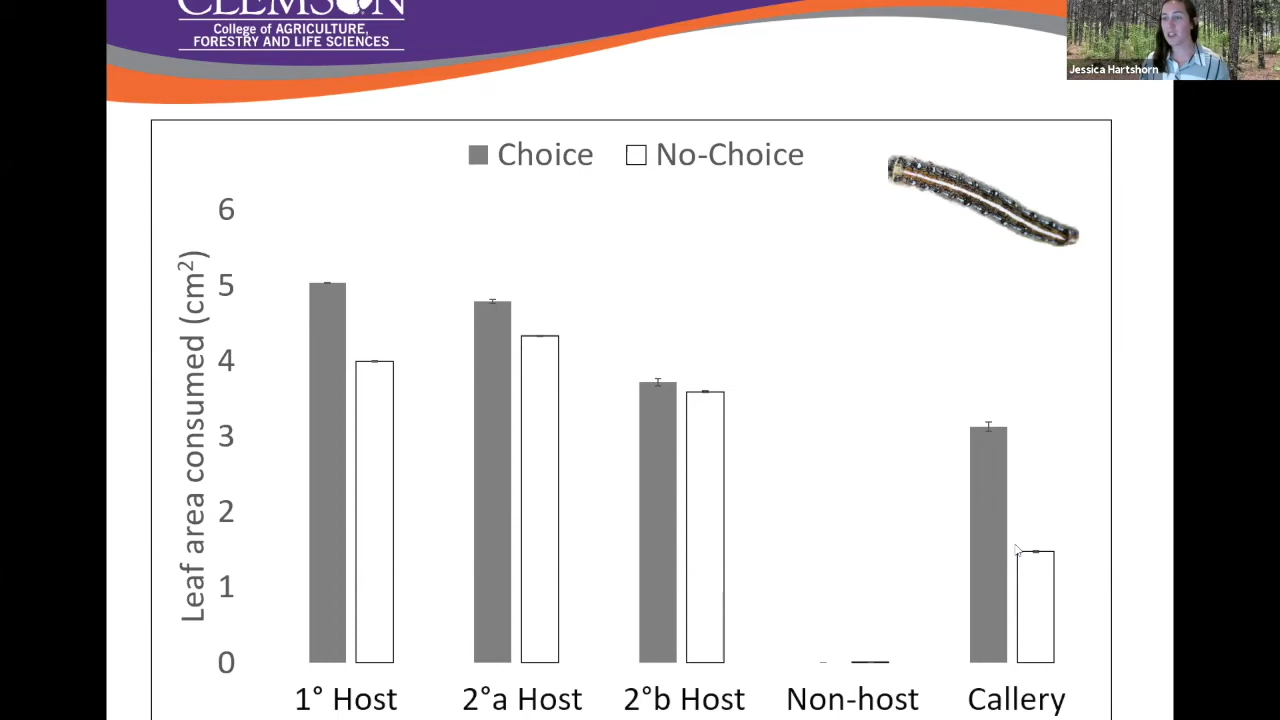 CLEMSON
College of AGRICULTURE,
FORESTRY AND LIFE SCIENCES
Jessica Hartshorn
Choice No-Choice
Leaf area consumed (cm²)
6
5
4
3
2
1
0
1° Host 2°a Host 2°b Host Non-host Callery